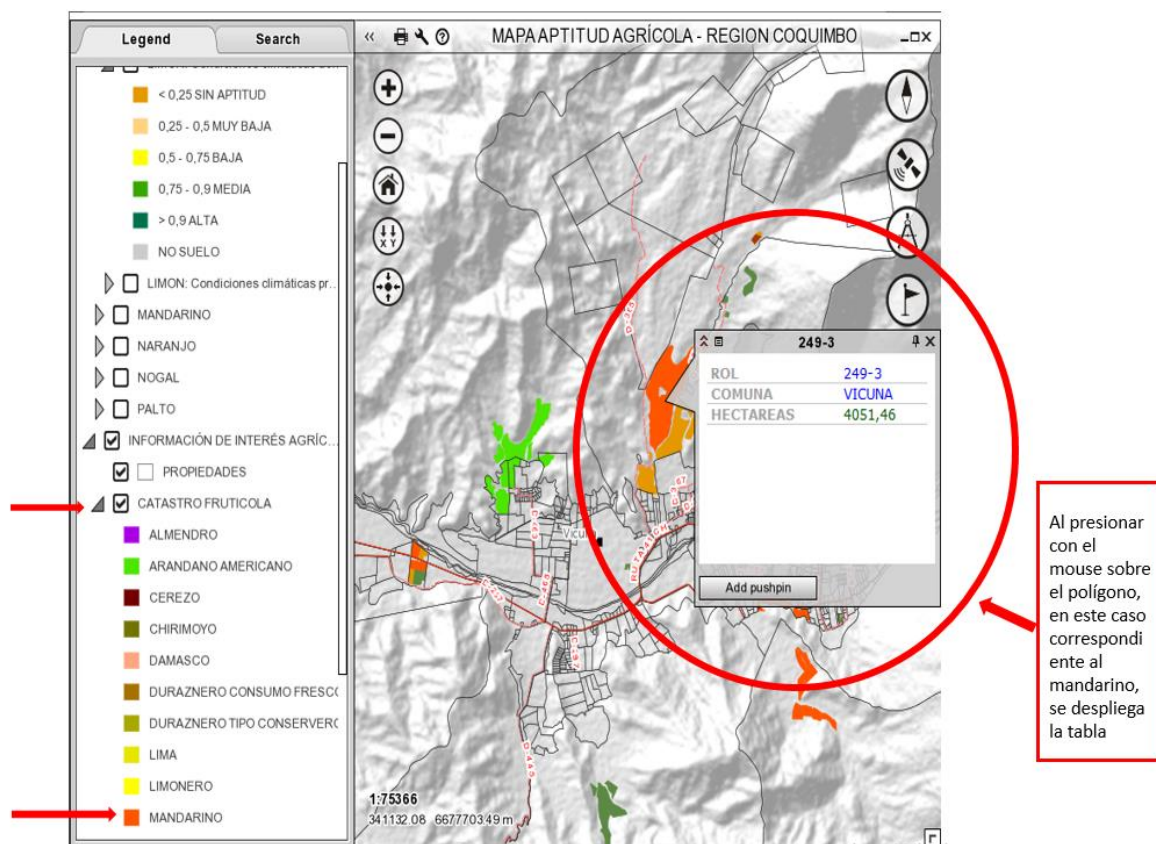 Legend
Search
< 0,25 SIN APTITUD
0,25 - 0,5 MUY BAJA
0,5 - 0,75 BAJA
0,75 - 0,9 MEDIA
> 0,9 ALTA
NO SUELO
LIMON: Condiciones climáticas pr...
MANDARINO
NARANJO
NOGAL
PALTO
INFORMACIÓN DE INTERÉS AGRÍC...
PROPIEDADES
CATASTRO FRUTICOLA
ALMENDRO
ARANDANO AMERICANO
CEREZO
CHIRIMOYO
DAMASCO
DURAZNERO CONSUMO FRESCO
DURAZNERO TIPO CONSERVERO
LIMA
LIMONERO
MANDARINO
MAPA APTITUD AGRÍCOLA - REGION COQUIMBO
X Y
249-3
ROL 249-3
COMUNA VICUNA
HECTAREAS 4051,46
Add pushpin
D-445
1:75366
341132.08 6677703.49 m
Al presionar
con el
mouse sobre
el polígono,
en este caso
correspondi
ente al
mandarino,
se despliega
la tabla